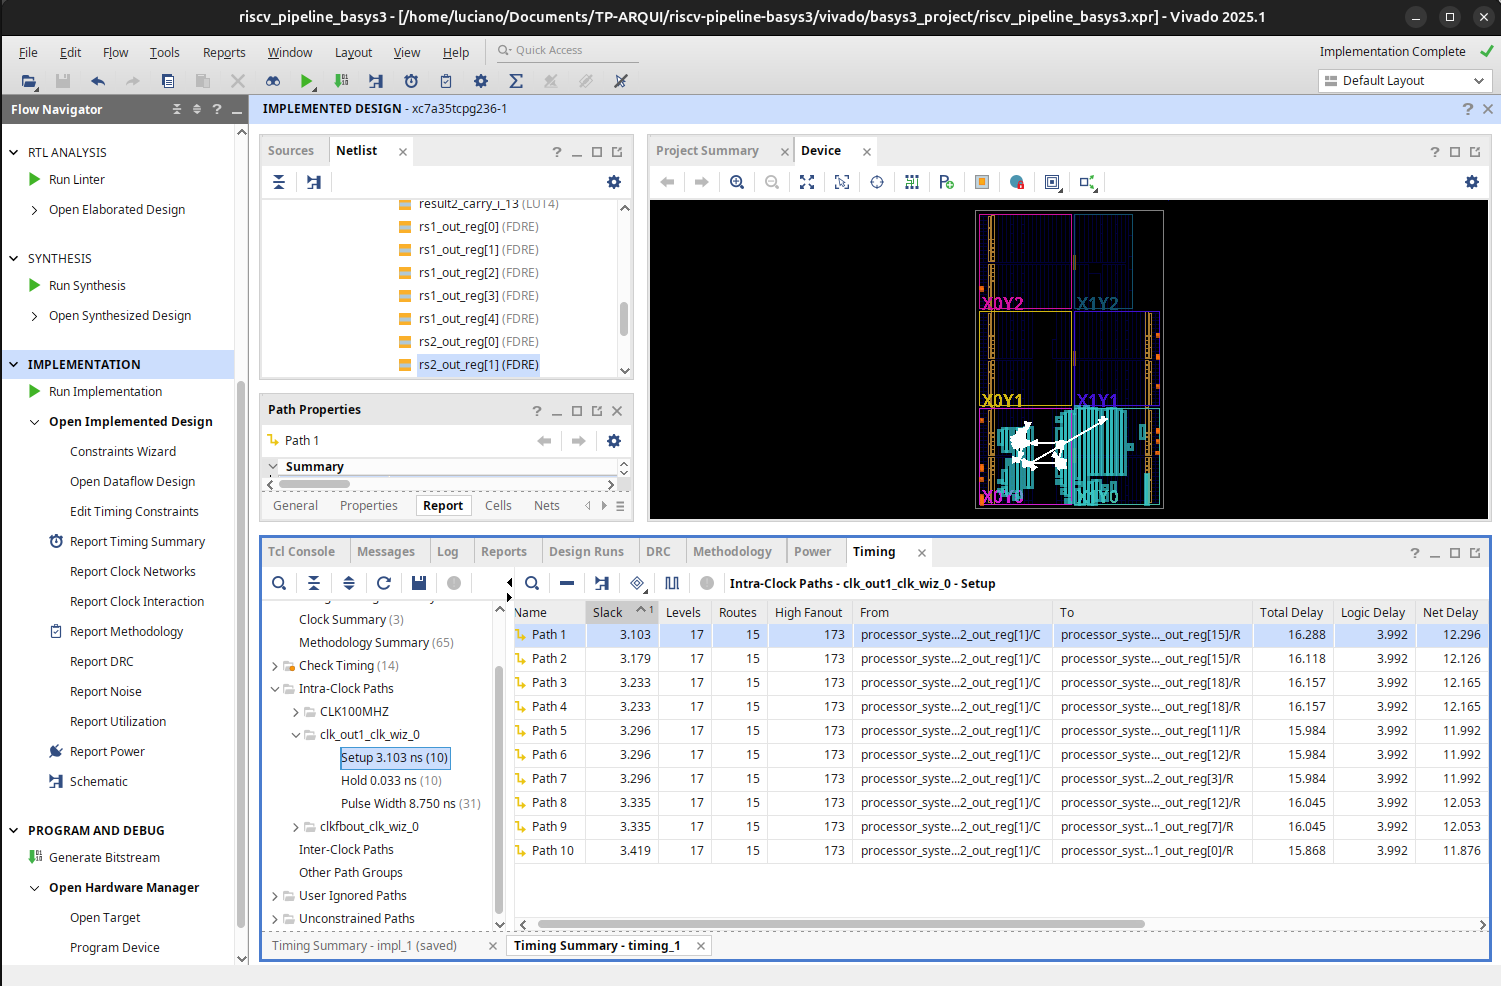 riscv_pipeline_basys3 - [/home/luciano/Documents/TP-ARQUI/riscv-pipeline-basys3/vivado/basys3_project/riscv_pipeline_basys3.xpr] - Vivado 2025.1
File Edit Flow Tools Reports Window Layout View Help Quick Access
Implementation Complete
Default Layout
Flow Navigator
RTL ANALYSIS
Run Linter
Open Elaborated Design
SYNTHESIS
Run Synthesis
Open Synthesized Design
IMPLEMENTATION
Run Implementation
Open Implemented Design
Constraints Wizard
Open Dataflow Design
Edit Timing Constraints
Report Timing Summary
Report Clock Networks
Report Clock Interaction
Report Methodology
Report DRC
Report Noise
Report Utilization
Report Power
Schematic
PROGRAM AND DEBUG
Generate Bitstream
Open Hardware Manager
Open Target
Program Device
IMPLEMENTED DESIGN - xc7a35tcpg236-1
Sources Netlist
result2_carry_i_13 (LUT4)
rs1_out_reg[0] (FDRE)
rs1_out_reg[1] (FDRE)
rs1_out_reg[2] (FDRE)
rs1_out_reg[3] (FDRE)
rs1_out_reg[4] (FDRE)
rs2_out_reg[0] (FDRE)
rs2_out_reg[1] (FDRE)
Path Properties
Path 1
Summary
General Properties Report Cells Nets
Project Summary Device
X0Y2 X1Y2
X0Y1 X1Y1
X0Y0 X1Y0
Tcl Console Messages Log Reports Design Runs DRC Methodology Power Timing
Clock Summary (3)
Methodology Summary (65)
Check Timing (14)
Intra-Clock Paths
CLK100MHZ
clk_out1_clk_wiz_0
Setup 3.103 ns (10)
Hold 0.033 ns (10)
Pulse Width 8.750 ns (31)
clkfbout_clk_wiz_0
Inter-Clock Paths
Other Path Groups
User Ignored Paths
Unconstrained Paths
Intra-Clock Paths - clk_out1_clk_wiz_0 - Setup
Name Slack 1 Levels Routes High Fanout From To Total Delay Logic Delay Net Delay
Path 1 3.103 17 15 173 processor_syste...2_out_reg[1]/C processor_syste..._out_reg[15]/R 16.288 3.992 12.296
Path 2 3.179 17 15 173 processor_syste...2_out_reg[1]/C processor_syste..._out_reg[15]/R 16.118 3.992 12.126
Path 3 3.233 17 15 173 processor_syste...2_out_reg[1]/C processor_syste..._out_reg[18]/R 16.157 3.992 12.165
Path 4 3.233 17 15 173 processor_syste...2_out_reg[1]/C processor_syste..._out_reg[18]/R 16.157 3.992 12.165
Path 5 3.296 17 15 173 processor_syste...2_out_reg[1]/C processor_syste..._out_reg[11]/R 15.984 3.992 11.992
Path 6 3.296 17 15 173 processor_syste...2_out_reg[1]/C processor_syste..._out_reg[12]/R 15.984 3.992 11.992
Path 7 3.296 17 15 173 processor_syste...2_out_reg[1]/C processor_syst...2_out_reg[3]/R 15.984 3.992 11.992
Path 8 3.335 17 15 173 processor_syste...2_out_reg[1]/C processor_syste..._out_reg[12]/R 16.045 3.992 12.053
Path 9 3.335 17 15 173 processor_syste...2_out_reg[1]/C processor_syst...1_out_reg[7]/R 16.045 3.992 12.053
Path 10 3.419 17 15 173 processor_syste...2_out_reg[1]/C processor_syst...1_out_reg[0]/R 15.868 3.992 11.876
Timing Summary - impl_1 (saved) Timing Summary - timing_1